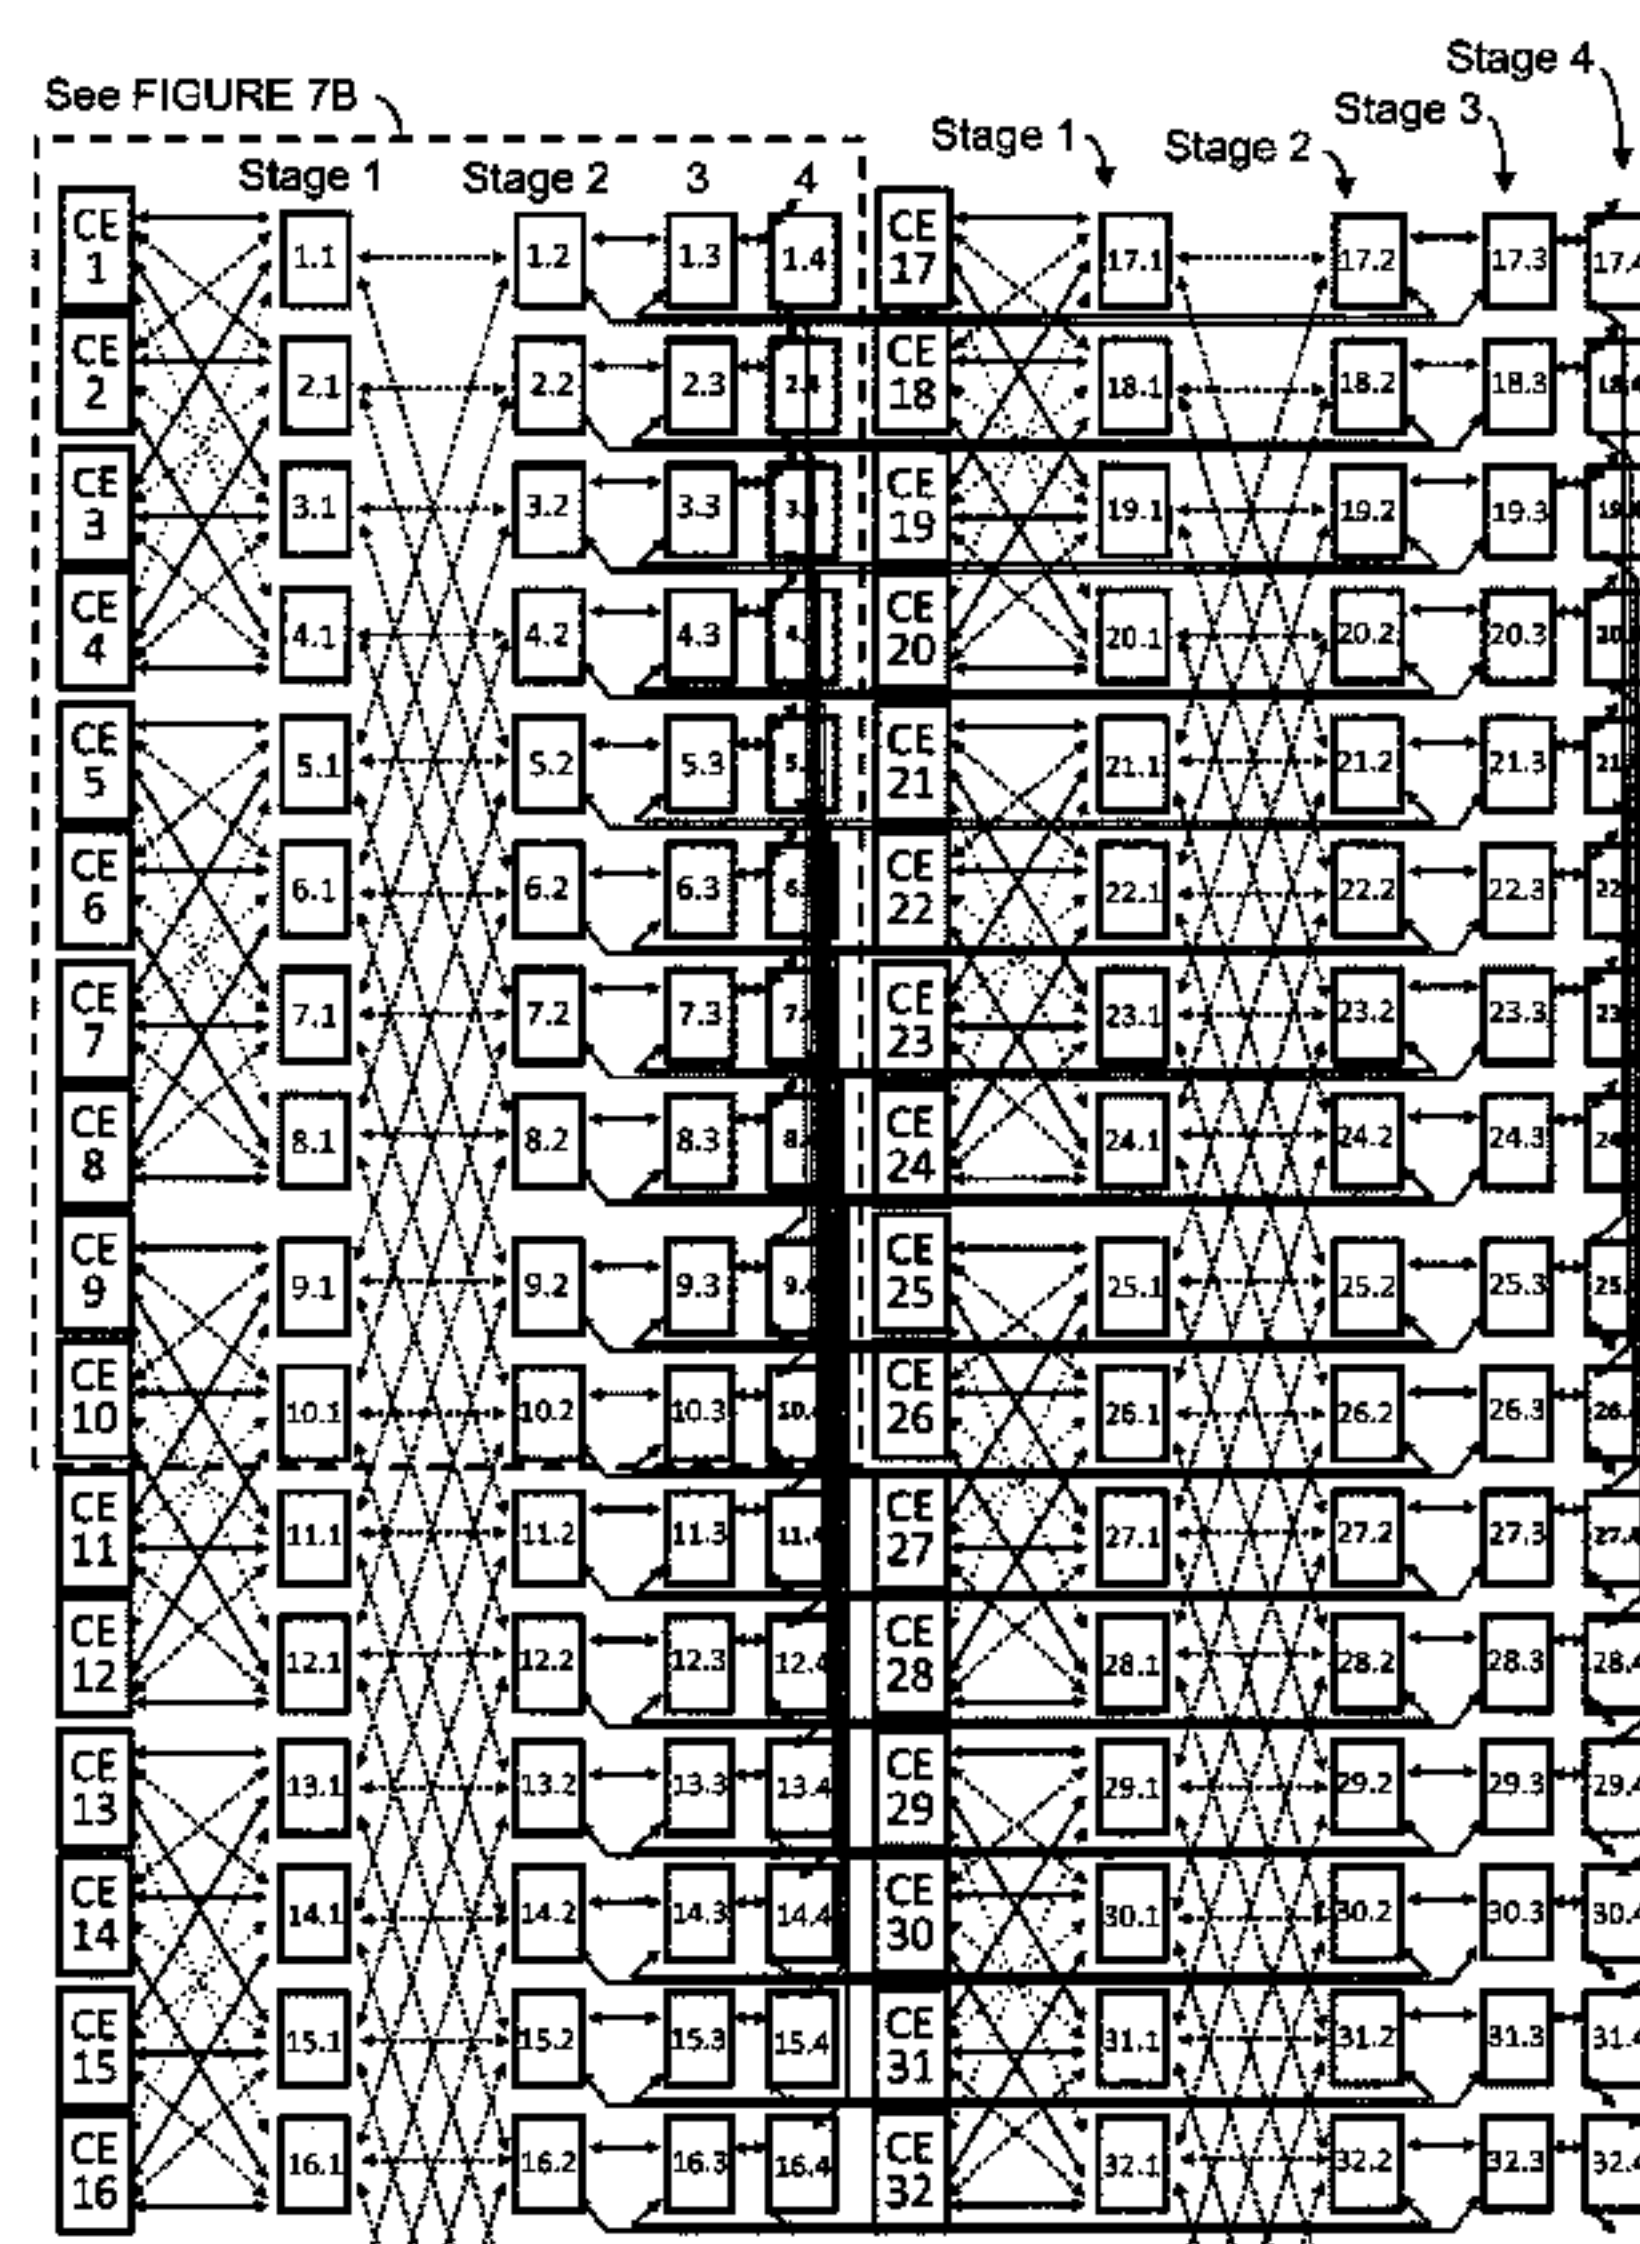 Stage 4
See FIGURE 7B
Stage 3
Stage 1
Stage 2
Stage 1 Stage 2 3 4
CE 1 1.1 1.2 1.3 1.4 CE 17 17.1 17.2 17.3
CE 2 2.1 2.2 2.3 CE 18 18.1 18.2 18.3
CE 3 3.1 3.2 3.3 CE 19 19.1 19.2 19.3
CE 4 4.1 4.2 4.3 CE 20 20.1 20.2 20.3
CE 5 5.1 5.2 5.3 CE 21 21.1 21.2 21.3
CE 6 6.1 6.2 6.3 CE 22 22.1 22.2 22.3
CE 7 7.1 7.2 7.3 CE 23 23.1 23.2 23.3
CE 8 8.1 8.2 8.3 CE 24 24.1 24.2 24.3
CE 9 9.1 9.2 9.3 CE 25 25.1 25.2 25.3
CE 10 10.1 10.2 10.3 CE 26 26.1 26.2 26.3
CE 11 11.1 11.2 11.3 CE 27 27.1 27.2 27.3
CE 12 12.1 12.2 12.3 12.4 CE 28 28.1 28.2 28.3
CE 13 13.1 13.2 13.3 13.4 CE 29 29.1 29.2 29.3
CE 14 14.1 14.2 14.3 14.4 CE 30 30.1 30.2 30.3
CE 15 15.1 15.2 15.3 15.4 CE 31 31.1 31.2 31.3
CE 16 16.1 16.2 16.3 16.4 CE 32 32.1 32.2 32.3